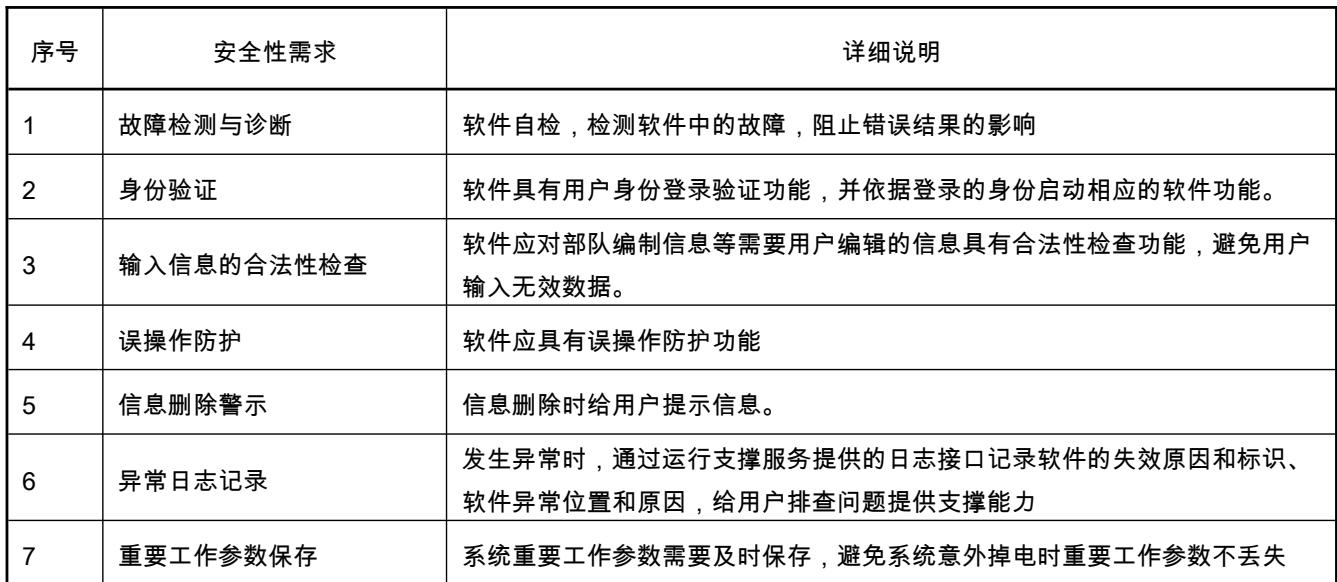 序号 安全性需求 详细说明
1 故障检测与诊断 软件自检，检测软件中的故障，阻止错误结果的影响
2 身份验证 软件具有用户身份登录验证功能，并依据登录的身份启动相应的软件功能。
3 输入信息的合法性检查 软件应对部队编制信息等需要用户编辑的信息具有合法性检查功能，避免用户
输入无效数据。
4 误操作防护 软件应具有误操作防护功能
5 信息删除警示 信息删除时给用户提示信息。
6 异常日志记录 发生异常时，通过运行支撑服务提供的日志接口记录软件的失效原因和标识、
软件异常位置和原因，给用户排查问题提供支撑能力
7 重要工作参数保存 系统重要工作参数需要及时保存，避免系统意外掉电时重要工作参数不丢失